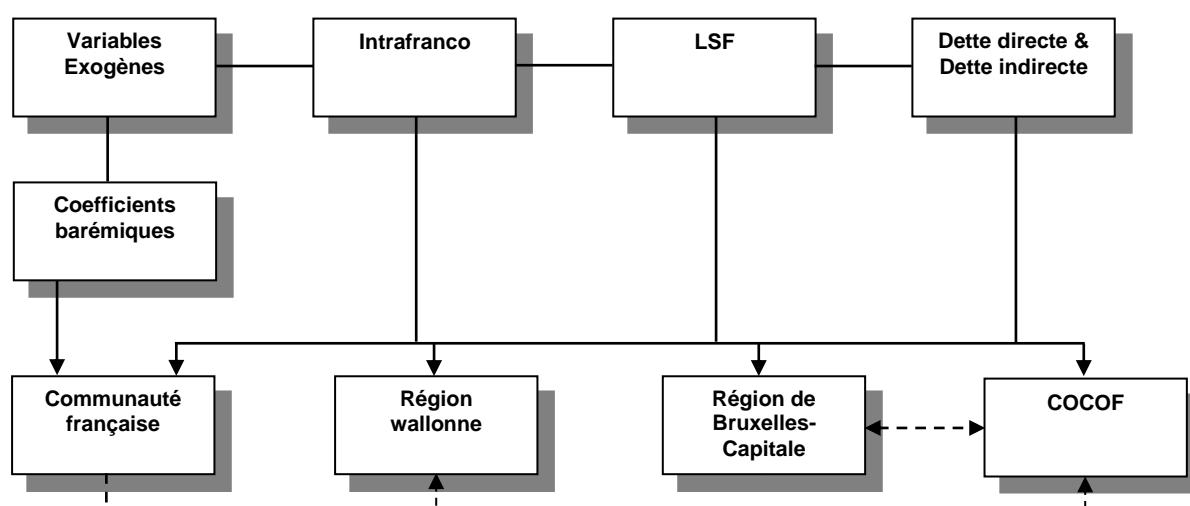 Variables
Exogènes
Intrafranco
LSF
Dette directe &
Dette indirecte
Coefficients
barémiques
Communauté
française
Région
wallonne
Région de
Bruxelles-
Capitale
COCOF